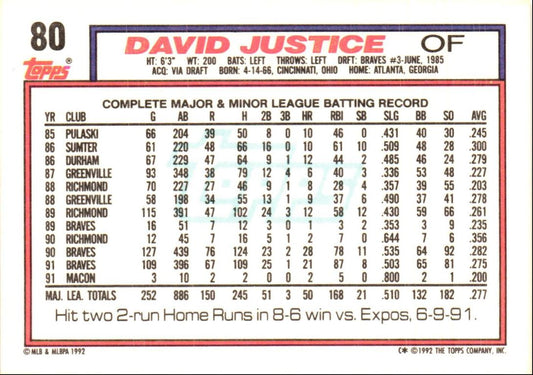 80
Topps®
DAVID JUSTICE OF
HT: 6'3" WT: 200 BATS: LEFT THROWS: LEFT DRFT: BRAVES #3-JUNE, 1985
ACQ: VIA DRAFT BORN: 4-14-66, CINCINNATI, OHIO HOME: ATLANTA, GEORGIA
COMPLETE MAJOR & MINOR LEAGUE BATTING RECORD
YR CLUB G AB R H 2B 3B HR RBI SB SLG BB SO AVG
85 PULASKI 66 204 39 50 8 0 10 46 0 .431 40 30 .245
86 SUMTER 61 220 48 66 16 0 10 61 10 .509 48 28 .300
86 DURHAM 67 229 47 64 9 1 12 44 2 .485 46 24 .279
87 GREENVILLE 93 348 38 79 12 4 6 40 3 .336 53 48 .227
88 RICHMOND 70 227 27 46 9 1 8 28 4 .357 39 55 .203
88 GREENVILLE 58 198 34 55 13 1 9 37 6 .490 36 43 .278
89 RICHMOND 115 391 47 102 24 3 12 58 12 .430 59 66 .261
89 BRAVES 16 51 7 12 3 0 1 3 2 .353 3 9 .235
90 RICHMOND 12 45 7 16 5 1 2 7 0 .644 7 6 .356
90 BRAVES 127 439 76 124 23 2 28 78 11 .535 64 92 .282
91 BRAVES 109 396 67 109 25 1 21 87 8 .503 65 81 .275
91 MACON 3 10 2 2 0 0 2 5 0 .800 2 1 .200
MAJ. LEA. TOTALS 252 886 150 245 51 3 50 168 21 .510 132 182 .277
Hit two 2-run Home Runs in 8-6 win vs. Expos, 6-9-91.
© MLB & MLBPA 1992 C* © 1992 THE TOPPS COMPANY, INC.